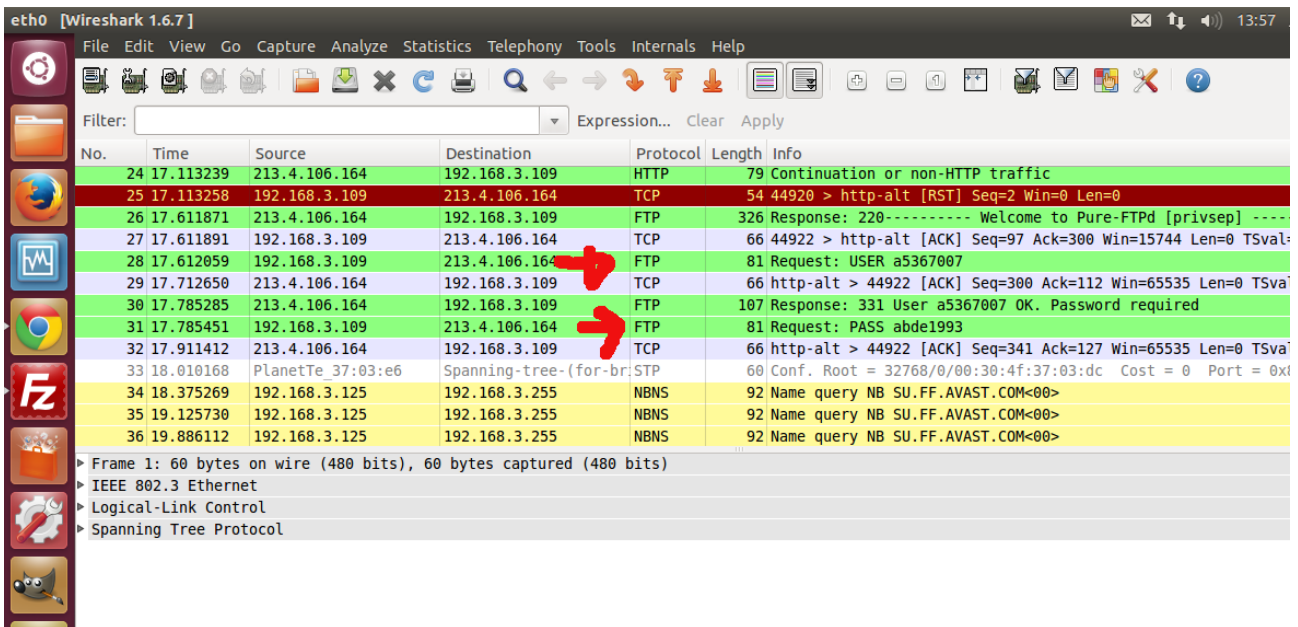 eth0 [Wireshark 1.6.7 ] 13:57
File Edit View Go Capture Analyze Statistics Telephony Tools Internals Help
Filter: Expression... Clear Apply
No. Time Source Destination Protocol Length Info
24 17.113239 213.4.106.164 192.168.3.109 HTTP 79 Continuation or non-HTTP traffic
25 17.113258 192.168.3.109 213.4.106.164 TCP 54 44920 > http-alt [RST] Seq=2 Win=0 Len=0
26 17.611871 213.4.106.164 192.168.3.109 FTP 326 Response: 220---------- Welcome to Pure-FTPd [privsep] -----
27 17.611891 192.168.3.109 213.4.106.164 TCP 66 44922 > http-alt [ACK] Seq=97 Ack=300 Win=15744 Len=0 TSval=
28 17.612059 192.168.3.109 213.4.106.164 FTP 81 Request: USER a5367007
29 17.712650 213.4.106.164 192.168.3.109 TCP 66 http-alt > 44922 [ACK] Seq=300 Ack=112 Win=65535 Len=0 TSval
30 17.785285 213.4.106.164 192.168.3.109 FTP 107 Response: 331 User a5367007 OK. Password required
31 17.785451 192.168.3.109 213.4.106.164 FTP 81 Request: PASS abde1993
32 17.911412 213.4.106.164 192.168.3.109 TCP 66 http-alt > 44922 [ACK] Seq=341 Ack=127 Win=65535 Len=0 TSval
33 18.010168 PlanetTe_37:03:e6 Spanning-tree-(for-bri STP 60 Conf. Root = 32768/0/00:30:4f:37:03:dc Cost = 0 Port = 0x8
34 18.375269 192.168.3.125 192.168.3.255 NBNS 92 Name query NB SU.FF.AVAST.COM<00>
35 19.125730 192.168.3.125 192.168.3.255 NBNS 92 Name query NB SU.FF.AVAST.COM<00>
36 19.886112 192.168.3.125 192.168.3.255 NBNS 92 Name query NB SU.FF.AVAST.COM<00>
Frame 1: 60 bytes on wire (480 bits), 60 bytes captured (480 bits)
IEEE 802.3 Ethernet
Logical-Link Control
Spanning Tree Protocol